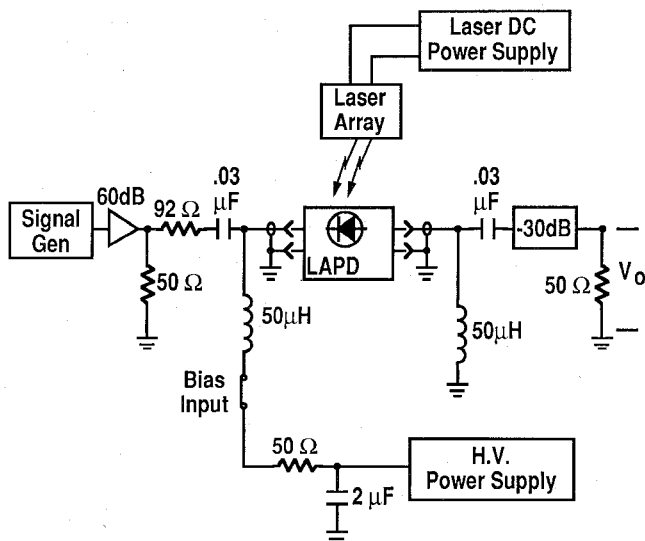 Laser DC
Power Supply
Laser
Array
.03
μF
.03
μF
60dB
92 Ω
Signal
Gen
-30dB
LAPD
50 Ω
50 Ω
Vo
50μH
50μH
Bias
Input
50 Ω
H.V.
Power Supply
2 μF